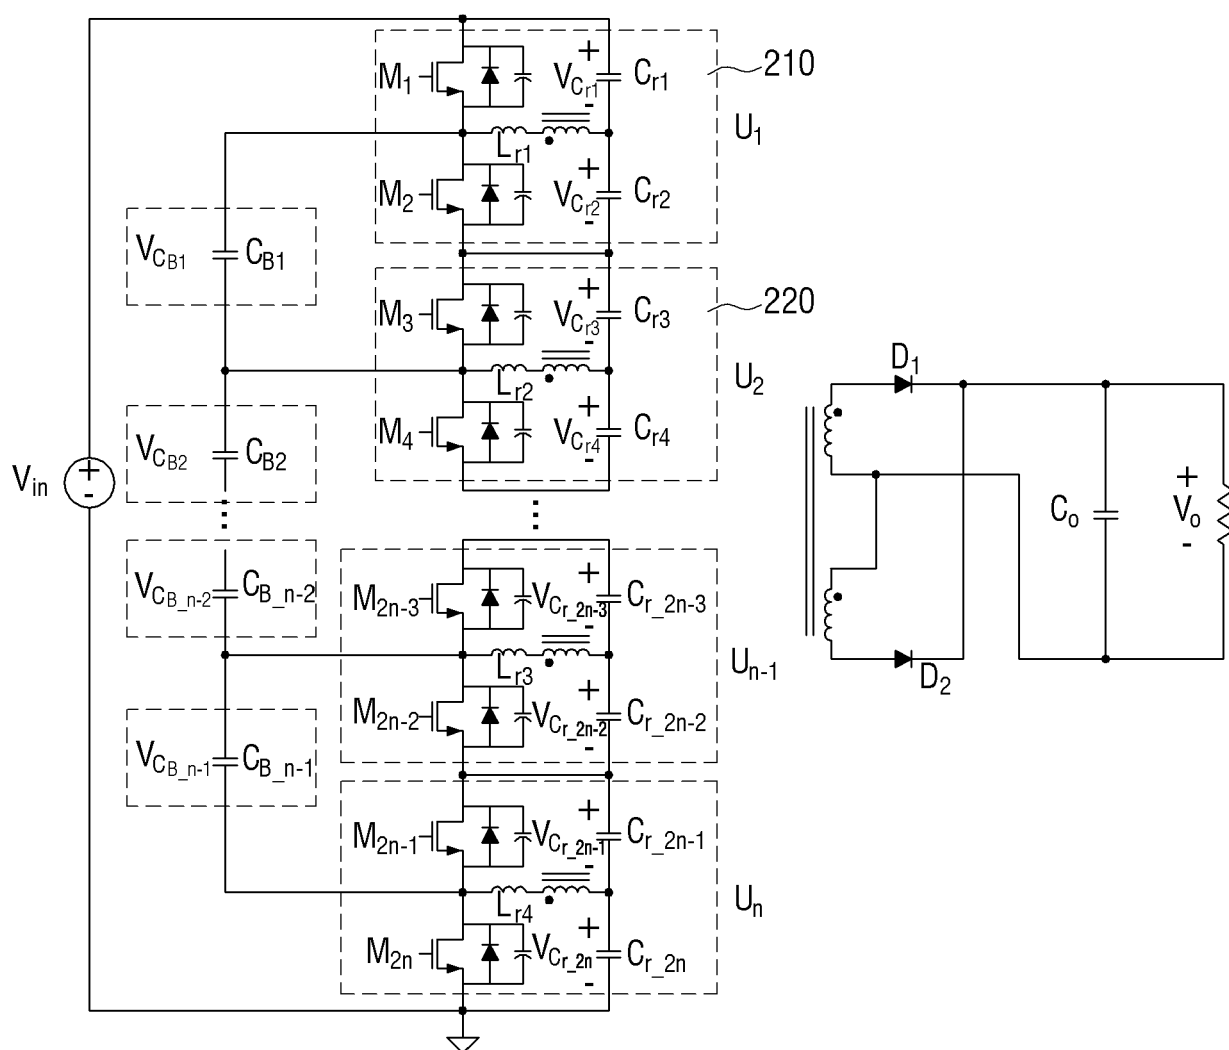 210
M1
VCr1
Cr1
+
-
Lr1
U1
M2
VCr2
Cr2
+
-
VCB1
CB1
220
M3
VCr3
Cr3
+
-
Lr2
U2
M4
VCr4
Cr4
+
-
VCB2
CB2
Vin
+
-
D1
Co
+
Vo
-
D2
VCB_n-2
CB_n-2
M2n-3
VCr_2n-3
Cr_2n-3
+
-
Lr3
Un-1
M2n-2
VCr_2n-2
Cr_2n-2
+
-
VCB_n-1
CB_n-1
M2n-1
VCr_2n-1
Cr_2n-1
+
-
Lr4
Un
M2n
VCr_2n
Cr_2n
+
-